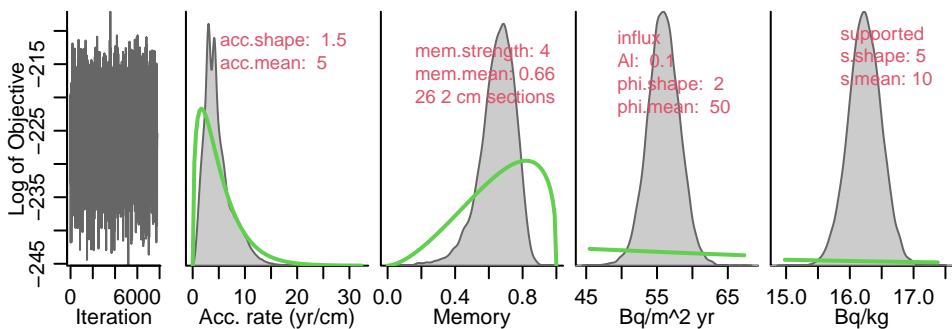 Log of Objective
−215
−225
−235
−245
0
6000
Iteration
acc.shape: 1.5
acc.mean: 5
0
10
20
30
Acc. rate (yr/cm)
mem.strength: 4
mem.mean: 0.66
26 2 cm sections
0.0
0.4
0.8
Memory
influx
Al: 0.1
phi.shape: 2
phi.mean: 50
45
55
65
Bq/m^2 yr
supported
s.shape: 5
s.mean: 10
15.0
16.0
17.0
Bq/kg